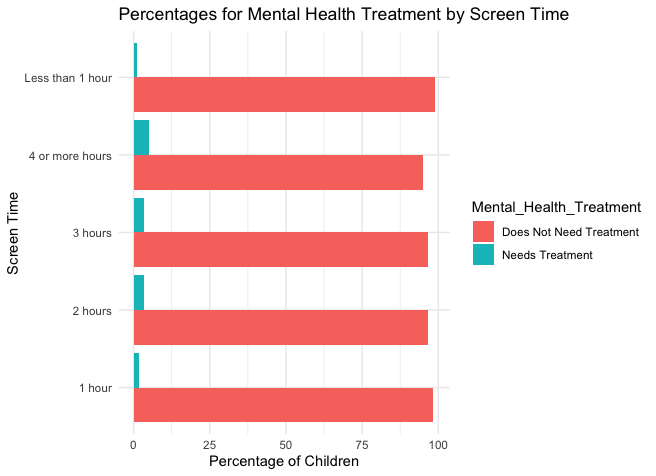 Percentages for Mental Health Treatment by Screen Time
Screen Time
Less than 1 hour
4 or more hours
3 hours
2 hours
1 hour
0 25 50 75 100
Percentage of Children
Mental_Health_Treatment
Does Not Need Treatment
Needs Treatment